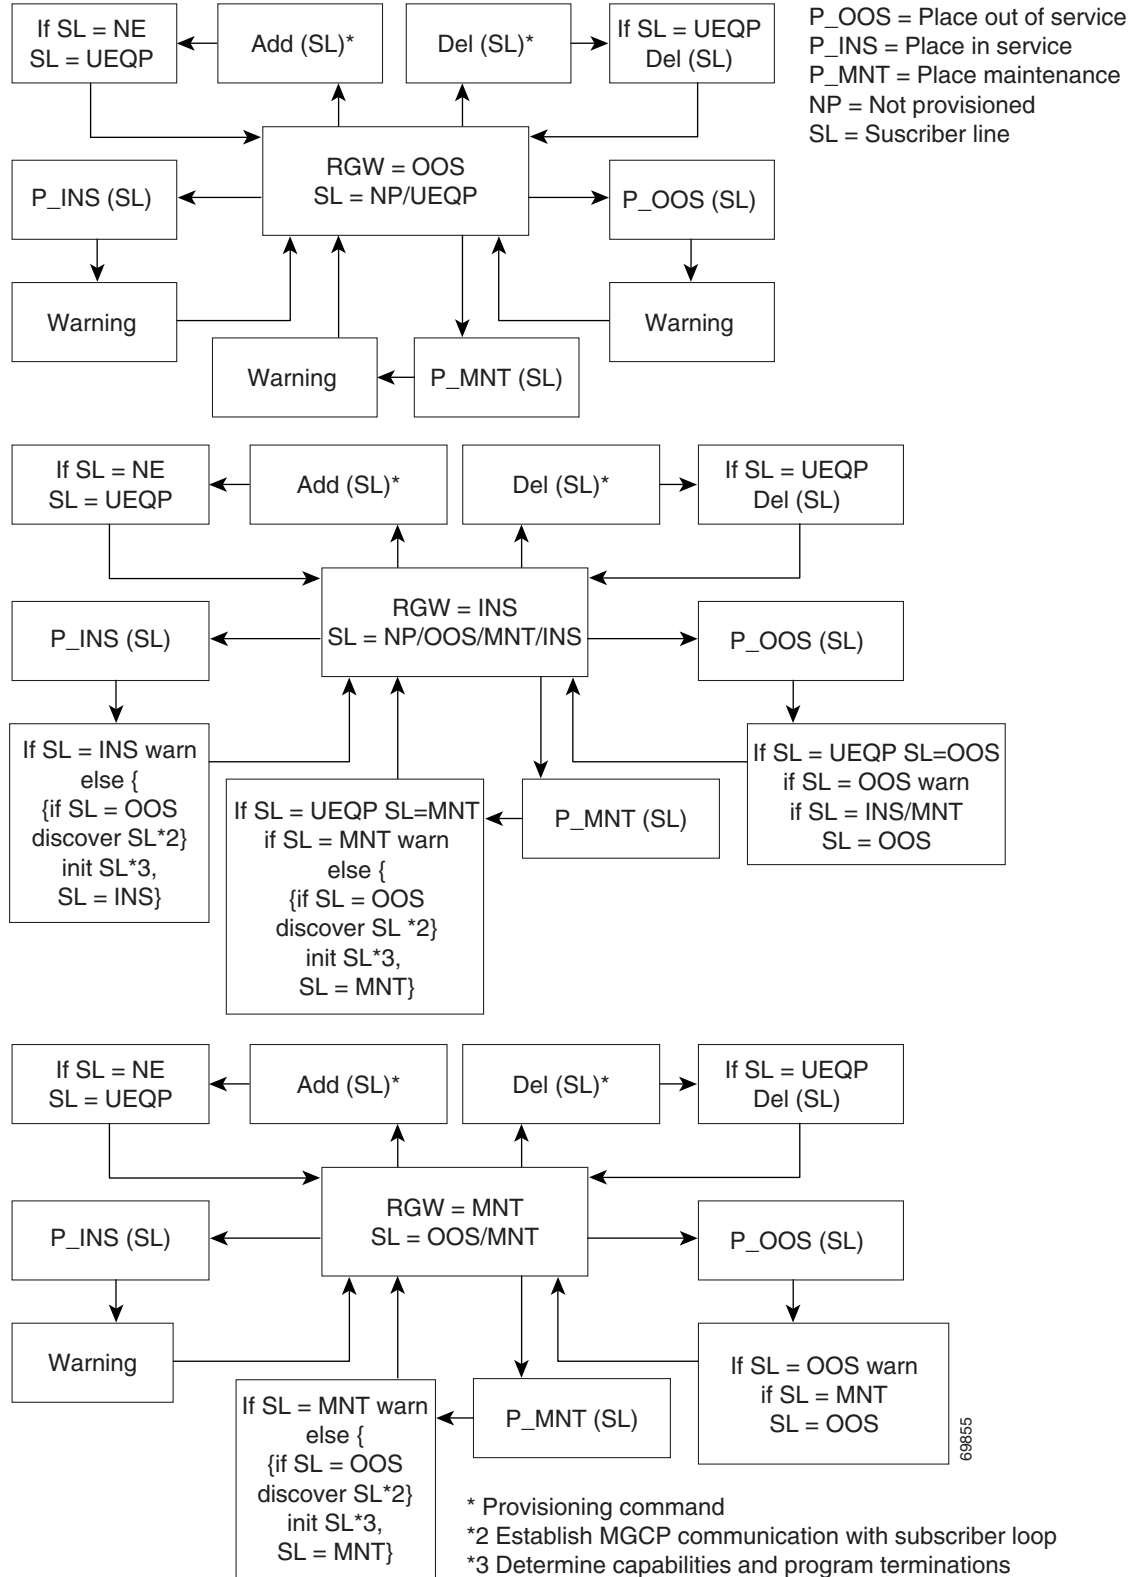 If SL = NE
SL = UEQP
Add (SL)*
Del (SL)*
If SL = UEQP
Del (SL)
P_OOS = Place out of service
P_INS = Place in service
P_MNT = Place maintenance
NP = Not provisioned
SL = Suscriber line
RGW = OOS
SL = NP/UEQP
P_INS (SL)
P_OOS (SL)
Warning
Warning
Warning
P_MNT (SL)
If SL = NE
SL = UEQP
Add (SL)*
Del (SL)*
If SL = UEQP
Del (SL)
RGW = INS
SL = NP/OOS/MNT/INS
P_INS (SL)
P_OOS (SL)
If SL = INS warn
else {
{if SL = OOS
discover SL*2}
init SL*3,
SL = INS}
If SL = UEQP SL=MNT
if SL = MNT warn
else {
{if SL = OOS
discover SL *2}
init SL*3,
SL = MNT}
P_MNT (SL)
If SL = UEQP SL=OOS
if SL = OOS warn
if SL = INS/MNT
SL = OOS
If SL = NE
SL = UEQP
Add (SL)*
Del (SL)*
If SL = UEQP
Del (SL)
RGW = MNT
SL = OOS/MNT
P_INS (SL)
P_OOS (SL)
Warning
If SL = MNT warn
else {
{if SL = OOS
discover SL*2}
init SL*3,
SL = MNT}
P_MNT (SL)
If SL = OOS warn
if SL = MNT
SL = OOS
69855
* Provisioning command
*2 Establish MGCP communication with subscriber loop
*3 Determine capabilities and program terminations